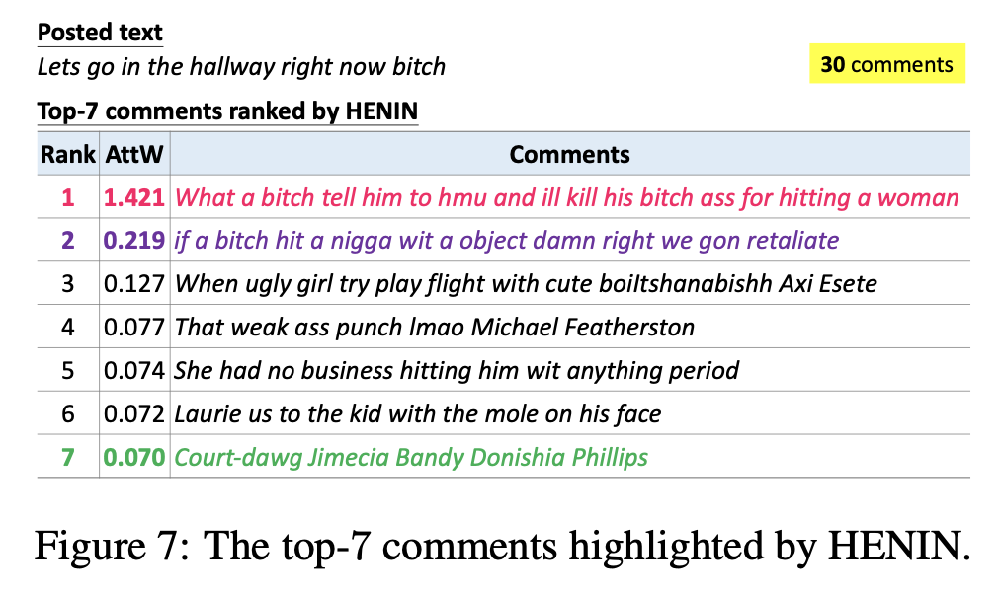 Posted text
Lets go in the hallway right now bitch
30 comments
Top-7 comments ranked by HENIN
Rank AttW Comments
1 1.421 What a bitch tell him to hmu and ill kill his bitch ass for hitting a woman
2 0.219 if a bitch hit a nigga wit a object damn right we gon retaliate
3 0.127 When ugly girl try play flight with cute boiItshanabishh Axi Esete
4 0.077 That weak ass punch lmao Michael Featherston
5 0.074 She had no business hitting him wit anything period
6 0.072 Laurie us to the kid with the mole on his face
7 0.070 Court-dawg Jimecia Bandy Donishia Phillips
Figure 7: The top-7 comments highlighted by HENIN.